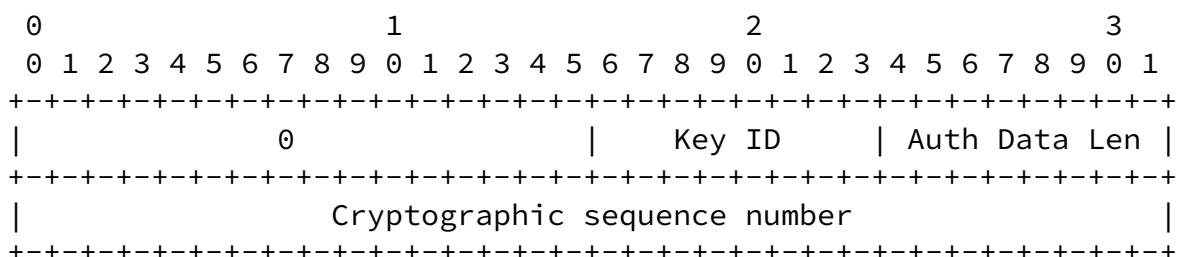 0                   1                   2                   3
 0 1 2 3 4 5 6 7 8 9 0 1 2 3 4 5 6 7 8 9 0 1 2 3 4 5 6 7 8 9 0 1
+-+-+-+-+-+-+-+-+-+-+-+-+-+-+-+-+-+-+-+-+-+-+-+-+-+-+-+-+-+-+-+-+
|              0                |    Key ID     | Auth Data Len |
+-+-+-+-+-+-+-+-+-+-+-+-+-+-+-+-+-+-+-+-+-+-+-+-+-+-+-+-+-+-+-+-+
|                 Cryptographic sequence number                 |
+-+-+-+-+-+-+-+-+-+-+-+-+-+-+-+-+-+-+-+-+-+-+-+-+-+-+-+-+-+-+-+-+